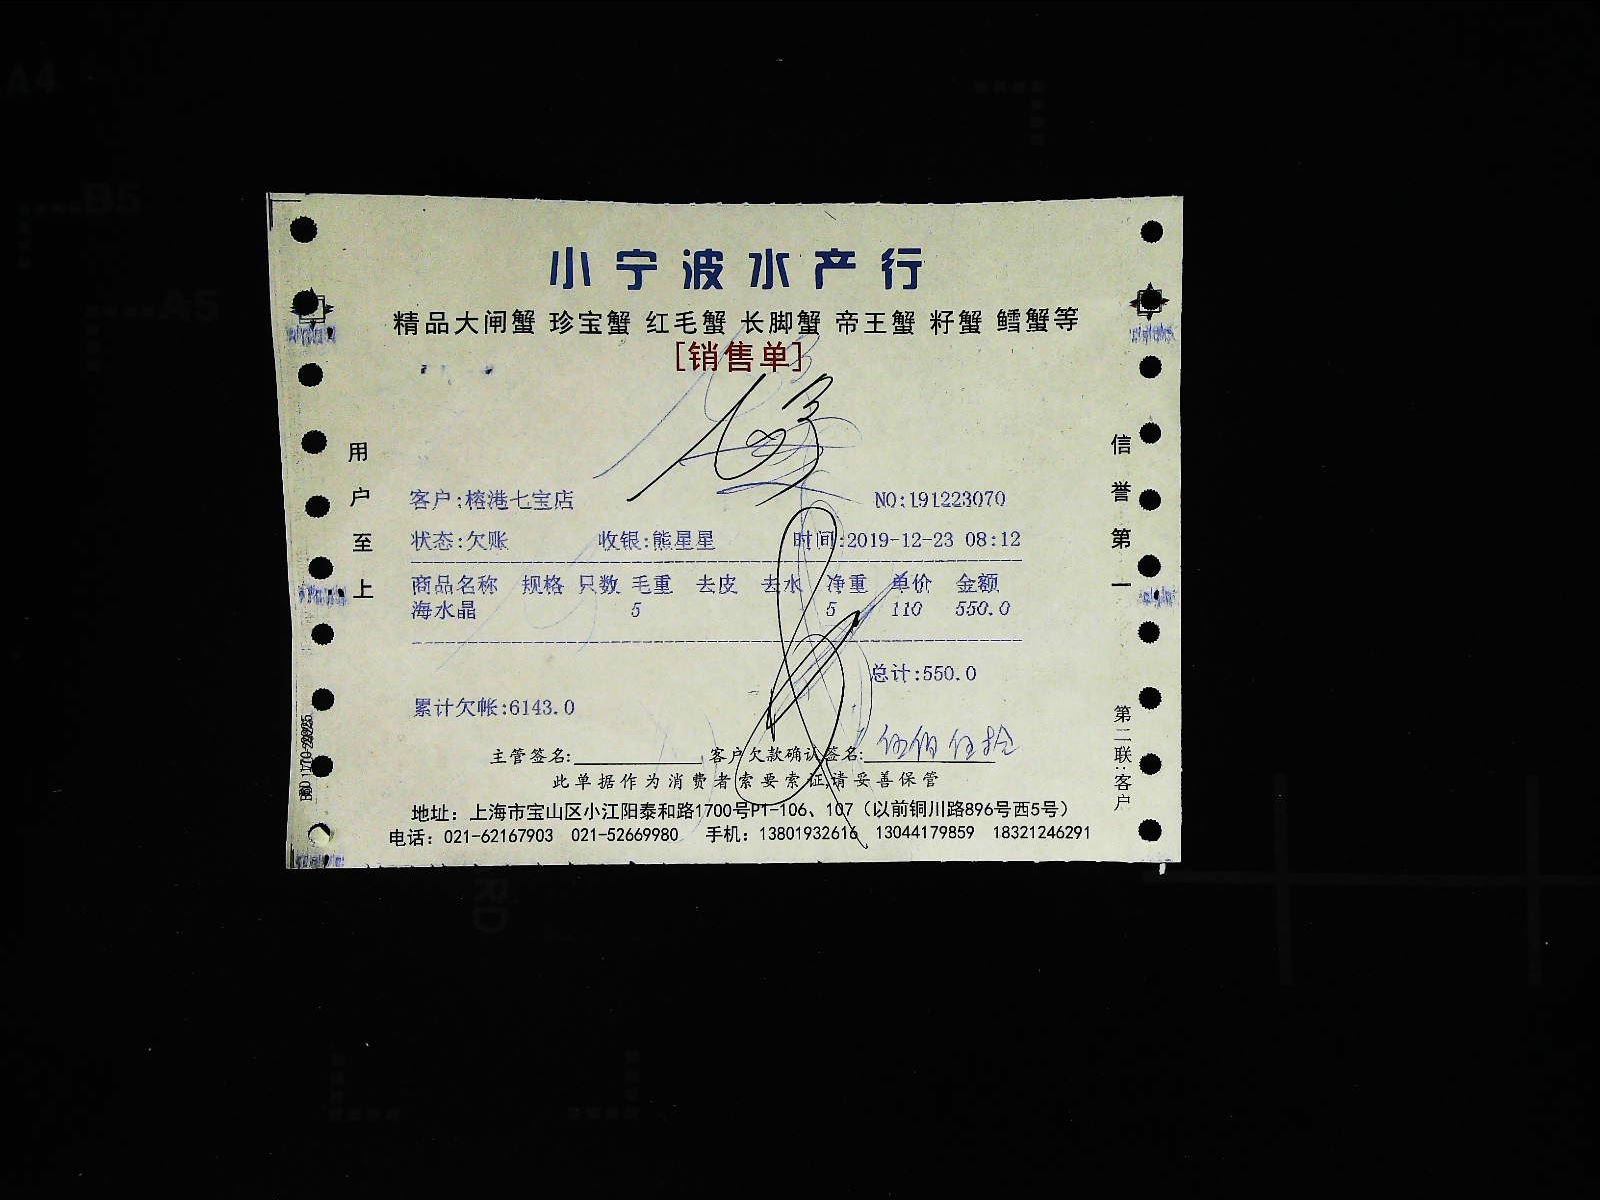 小宁波水产行
精品大闸蟹 珍宝蟹 红毛蟹 长脚蟹 帝王蟹 籽蟹 鳕蟹等
[销售单]
用户至上
信誉第一
客户:榕港七宝店 NO:191223070
状态:欠账 收银:熊星星 时间:2019-12-23 08:12
商品名称 规格 只数 毛重 去皮 去水 净重 单价 金额
海水晶 5 5 110 550.0
总计:550.0
累计欠帐:6143.0
主管签名: 客户欠款确认签名: 伍佰伍拾
此单据作为消费者索要索证请妥善保管
地址：上海市宝山区小江阳泰和路1700号P1-106、107（以前铜川路896号西5号）
电话：021-62167903 021-52669980 手机：13801932616 13044179859 18321246291
第二联:客户
A4
B5
A5